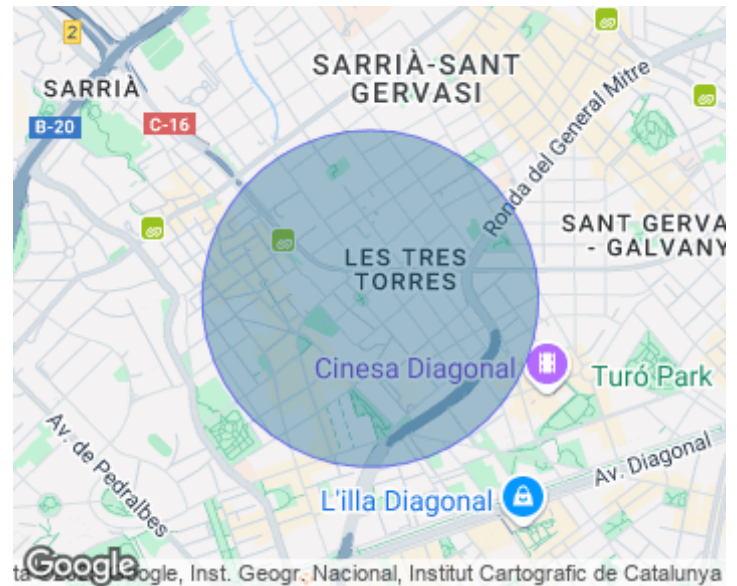 2
SARRIÀ-SANT
GERVASI
SARRIÀ
B-20
C-16
Ronda del General Mitre
SANT GERVA
- GALVANY
LES TRES
TORRES
Cinesa Diagonal
Turó Park
Av. de Pedralbes
Av. Diagonal
L'illa Diagonal
Google
Google, Inst. Geogr. Nacional, Institut Cartografic de Catalunya